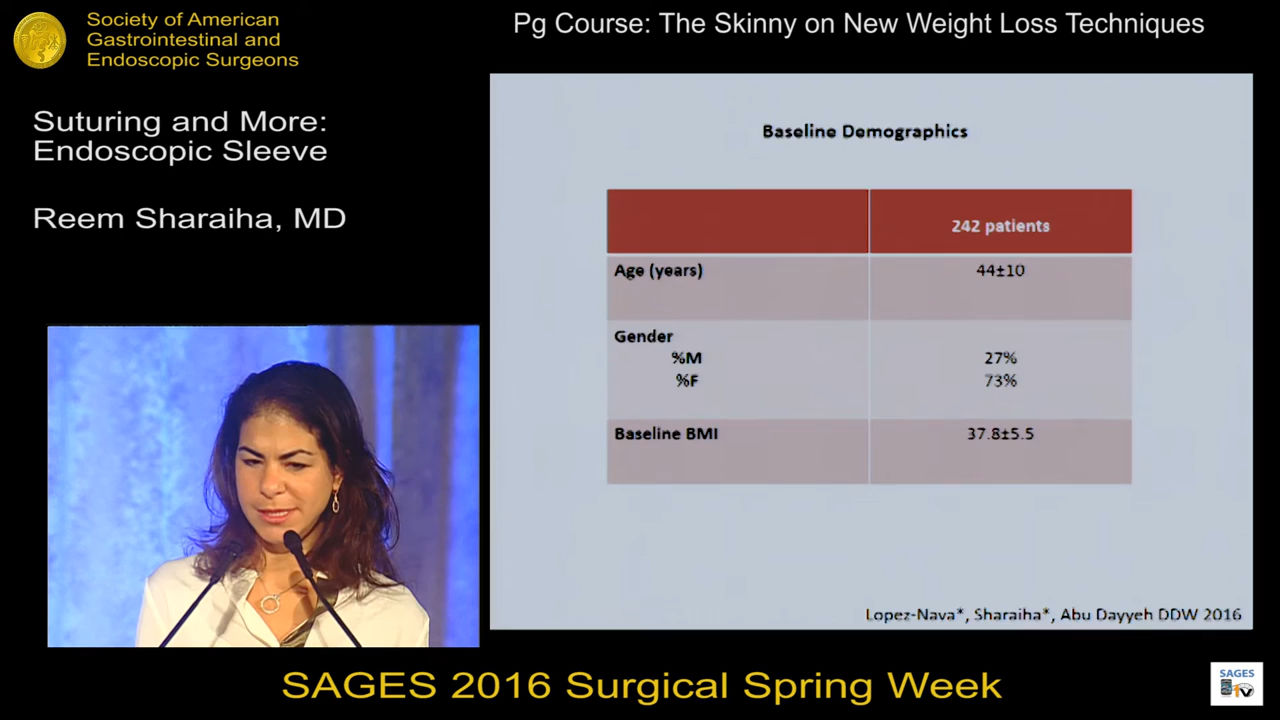 Society of American
Gastrointestinal and
Endoscopic Surgeons
Pg Course: The Skinny on New Weight Loss Techniques
Suturing and More:
Endoscopic Sleeve
Reem Sharaiha, MD
Baseline Demographics
242 patients
Age (years) 44±10
Gender
%M 27%
%F 73%
Baseline BMI 37.8±5.5
Lopez-Nava*, Sharaiha*, Abu Dayyeh DDW 2016
SAGES 2016 Surgical Spring Week
SAGES
TV